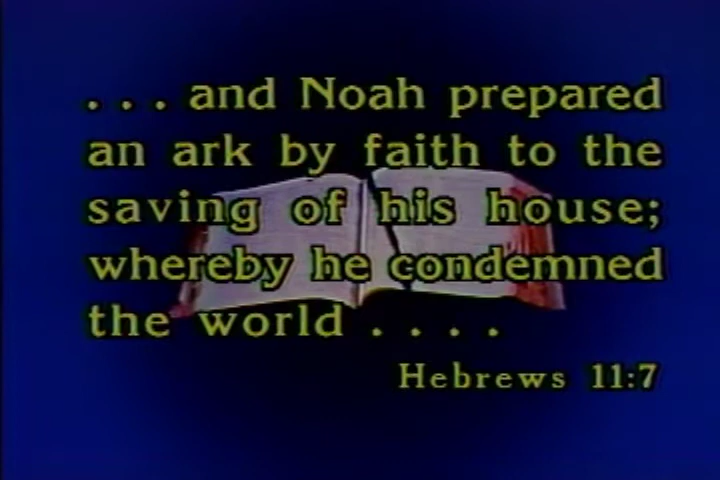 . . . and Noah prepared
an ark by faith to the
saving of his house;
whereby he condemned
the world . . . .
Hebrews 11:7